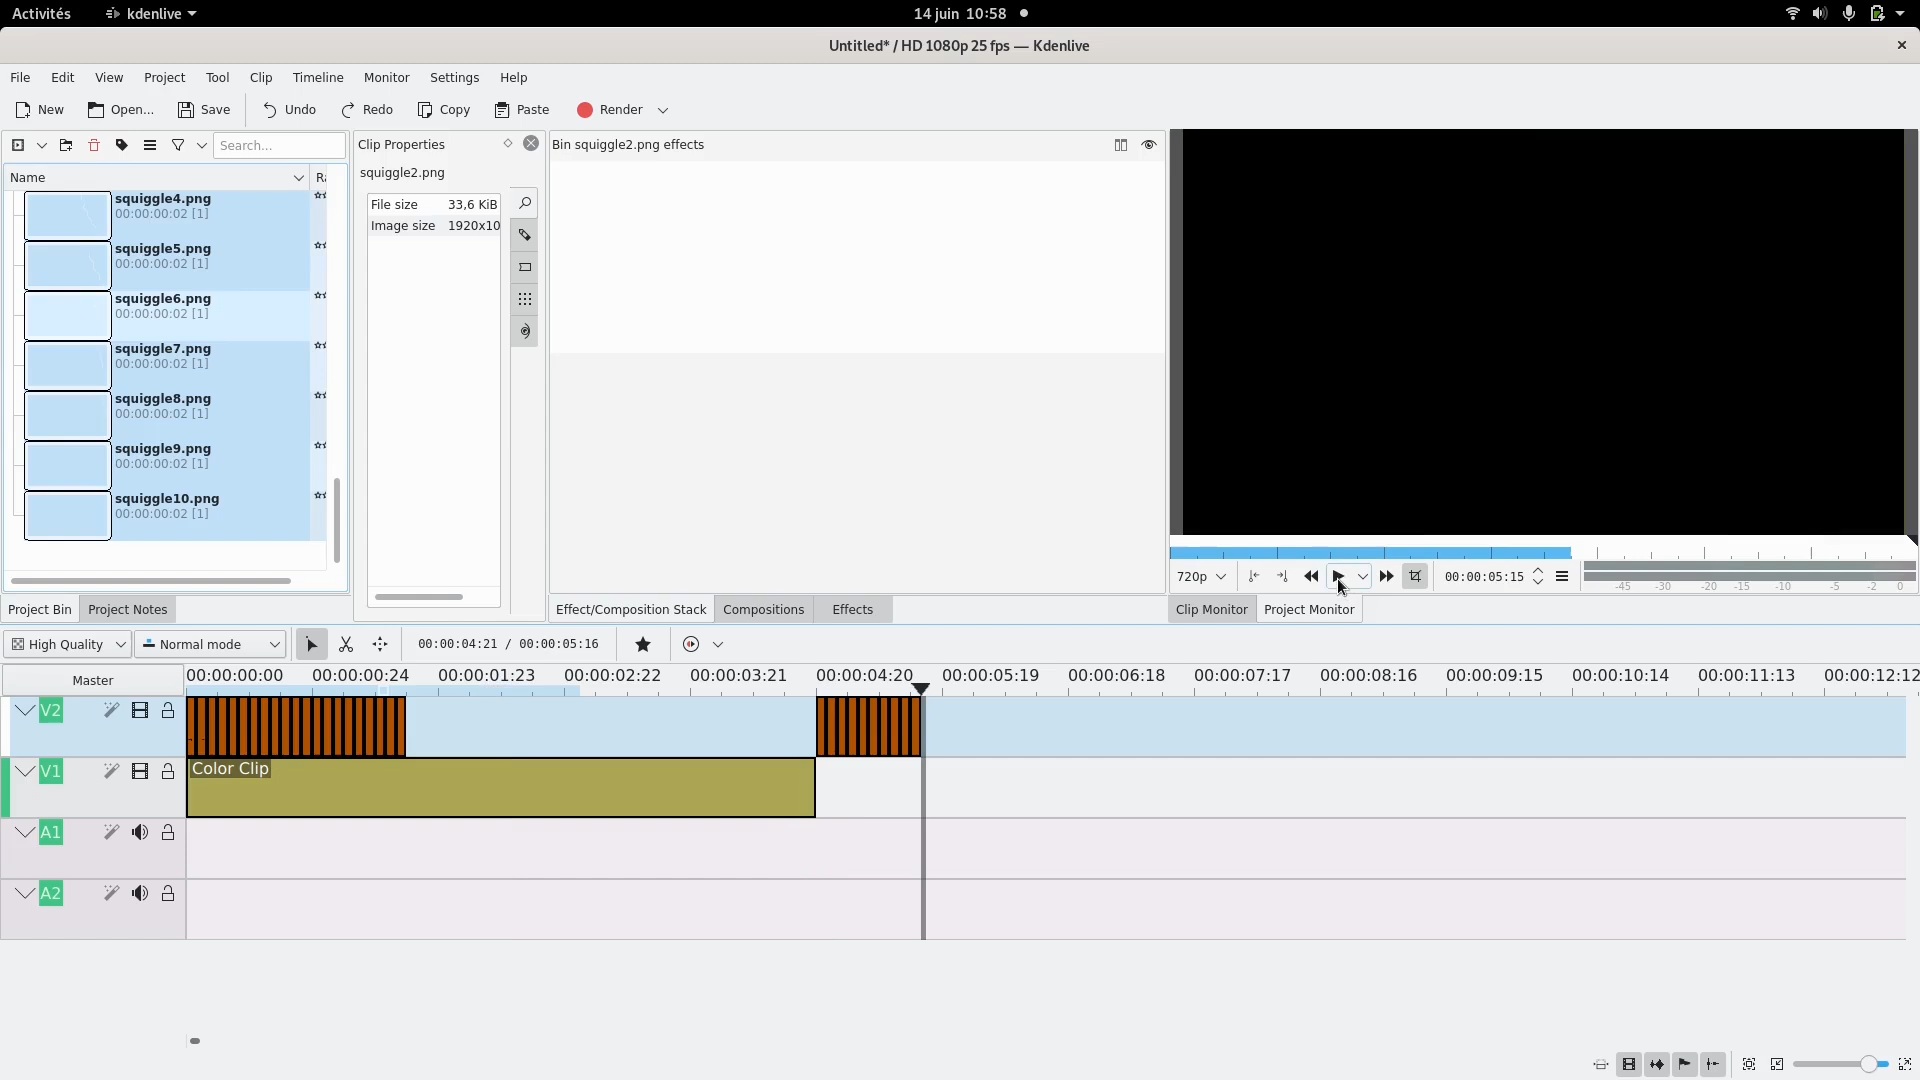 Activités kdenlive 14 juin 10:58
Untitled* / HD 1080p 25 fps — Kdenlive
File Edit View Project Tool Clip Timeline Monitor Settings Help
New Open... Save Undo Redo Copy Paste Render
Search...
Clip Properties
Bin squiggle2.png effects
Name
squiggle2.png
squiggle4.png
00:00:00:02 [1]
squiggle5.png
00:00:00:02 [1]
squiggle6.png
00:00:00:02 [1]
squiggle7.png
00:00:00:02 [1]
squiggle8.png
00:00:00:02 [1]
squiggle9.png
00:00:00:02 [1]
squiggle10.png
00:00:00:02 [1]
File size 33,6 KiB
Image size 1920x10
720p 00:00:05:15
-45 -30 -20 -15 -10 -5 -2 0
Project Bin Project Notes Effect/Composition Stack Compositions Effects Clip Monitor Project Monitor
High Quality Normal mode 00:00:04:21 / 00:00:05:16
Master 00:00:00:00 00:00:00:24 00:00:01:23 00:00:02:22 00:00:03:21 00:00:04:20 00:00:05:19 00:00:06:18 00:00:07:17 00:00:08:16 00:00:09:15 00:00:10:14 00:00:11:13 00:00:12:12
V2
V1 Color Clip
A1
A2